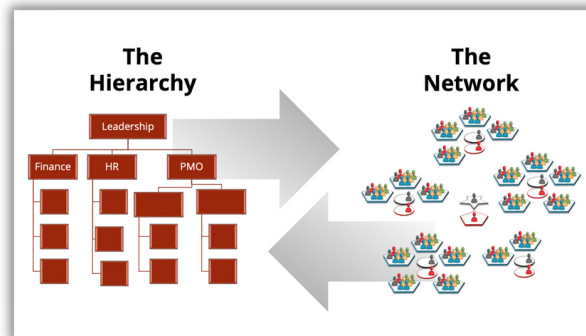 The
Hierarchy
The
Network
Leadership
Finance
HR
PMO